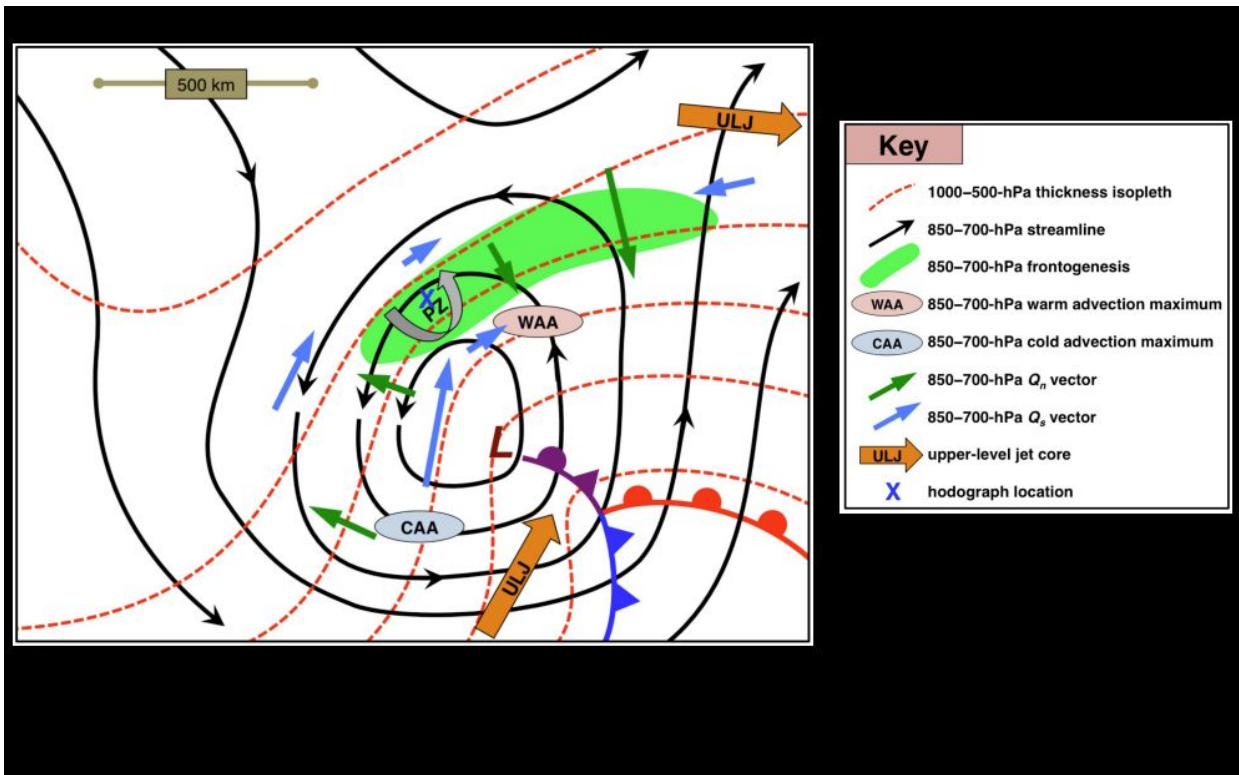 500 km
ULJ
X
PZ
WAA
L
CAA
ULJ
Key
1000–500-hPa thickness isopleth
850–700-hPa streamline
850–700-hPa frontogenesis
WAA 850–700-hPa warm advection maximum
CAA 850–700-hPa cold advection maximum
850–700-hPa Qn vector
850–700-hPa Qs vector
ULJ upper-level jet core
X hodograph location